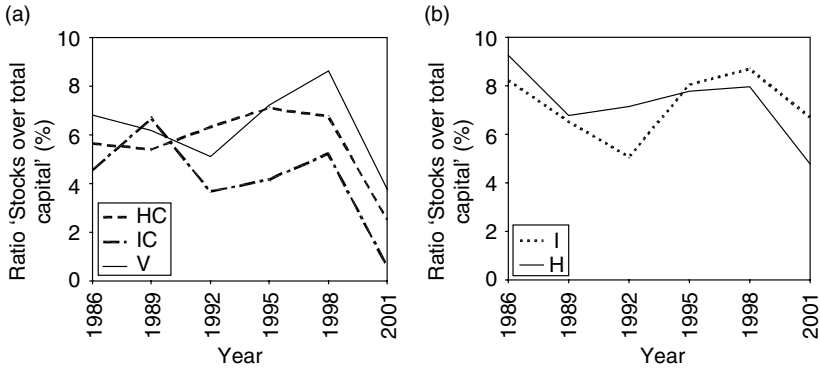 (a)
Ratio 'Stocks over total
capital' (%)
10
8
6
4
2
0
HC
IC
V
1986
1989
1992
1995
1998
2001
Year
(b)
Ratio 'Stocks over total
capital' (%)
10
8
6
4
2
0
I
H
1986
1989
1992
1995
1998
2001
Year